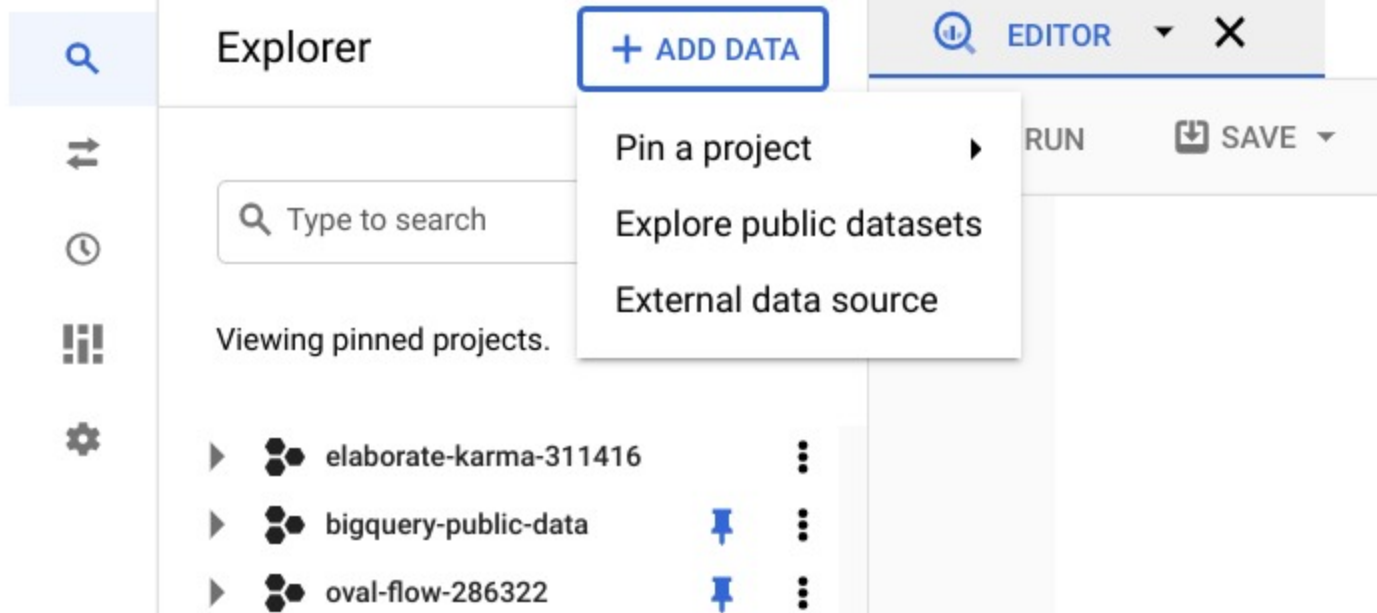 Explorer
+ ADD DATA
EDITOR
Pin a project
RUN
SAVE
Type to search
Explore public datasets
External data source
Viewing pinned projects.
elaborate-karma-311416
bigquery-public-data
oval-flow-286322